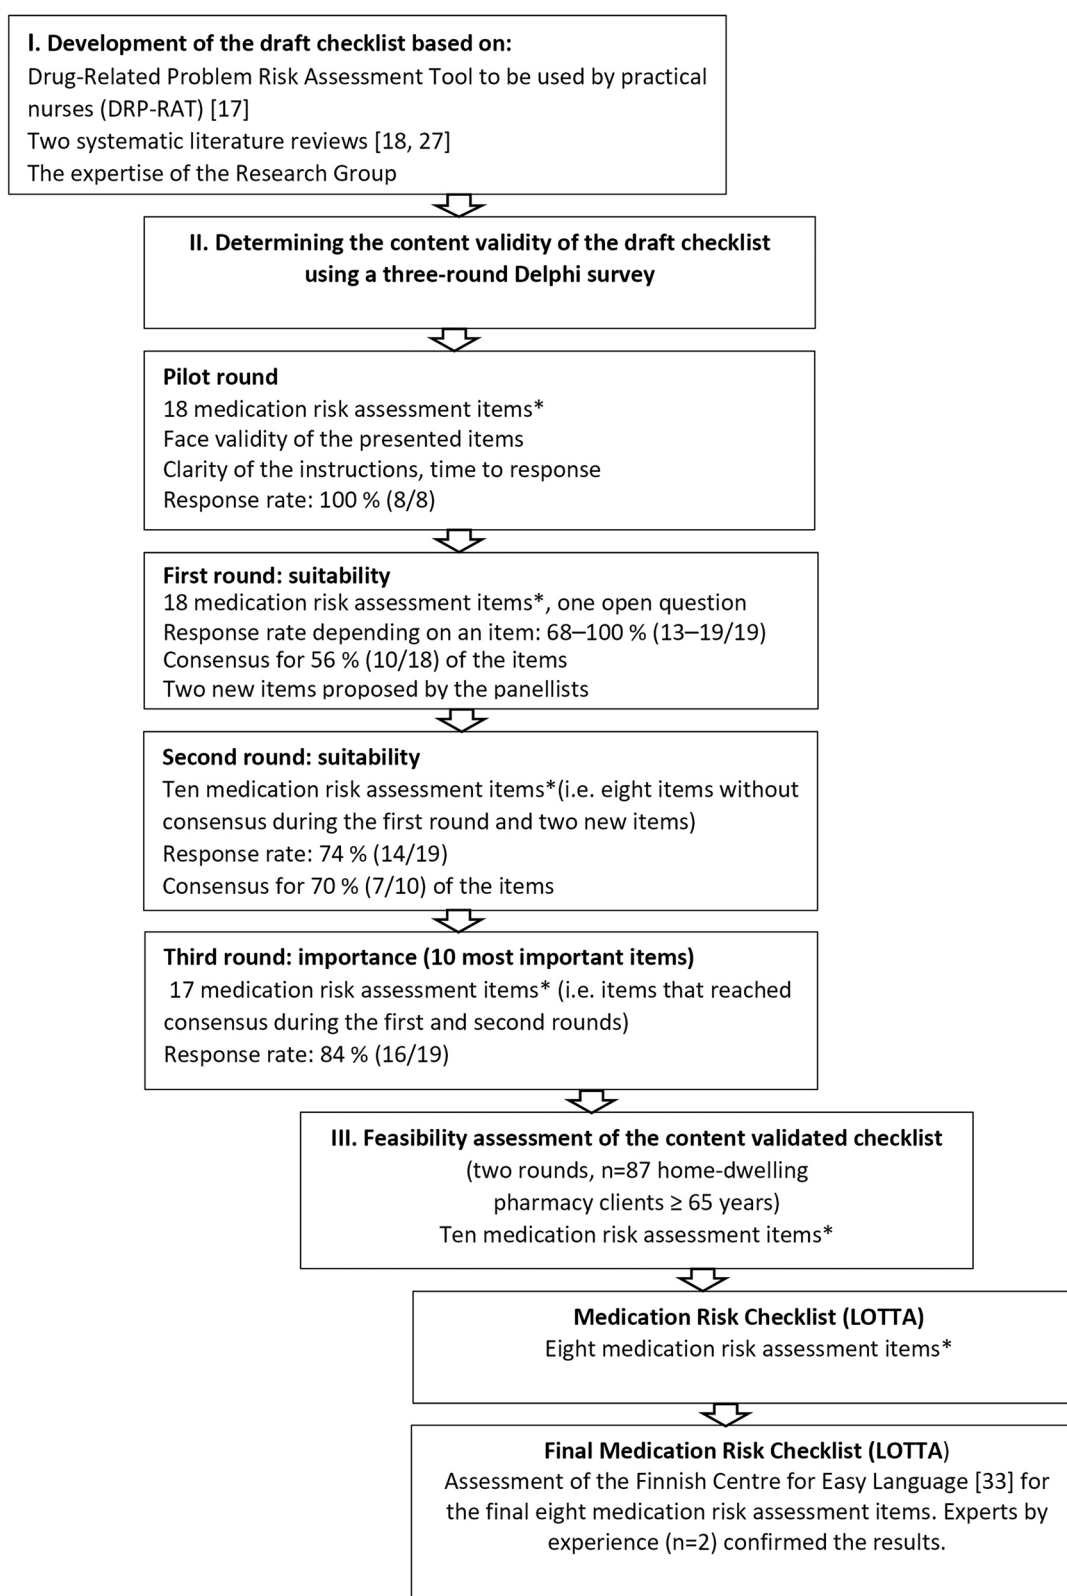 I. Development of the draft checklist based on:
Drug-Related Problem Risk Assessment Tool to be used by practical
nurses (DRP-RAT) [17]
Two systematic literature reviews [18, 27]
The expertise of the Research Group
II. Determining the content validity of the draft checklist
using a three-round Delphi survey
Pilot round
18 medication risk assessment items*
Face validity of the presented items
Clarity of the instructions, time to response
Response rate: 100 % (8/8)
First round: suitability
18 medication risk assessment items*, one open question
Response rate depending on an item: 68–100 % (13–19/19)
Consensus for 56 % (10/18) of the items
Two new items proposed by the panellists
Second round: suitability
Ten medication risk assessment items*(i.e. eight items without
consensus during the first round and two new items)
Response rate: 74 % (14/19)
Consensus for 70 % (7/10) of the items
Third round: importance (10 most important items)
17 medication risk assessment items* (i.e. items that reached
consensus during the first and second rounds)
Response rate: 84 % (16/19)
III. Feasibility assessment of the content validated checklist
(two rounds, n=87 home-dwelling
pharmacy clients ≥ 65 years)
Ten medication risk assessment items*
Medication Risk Checklist (LOTTA)
Eight medication risk assessment items*
Final Medication Risk Checklist (LOTTA)
Assessment of the Finnish Centre for Easy Language [33] for
the final eight medication risk assessment items. Experts by
experience (n=2) confirmed the results.